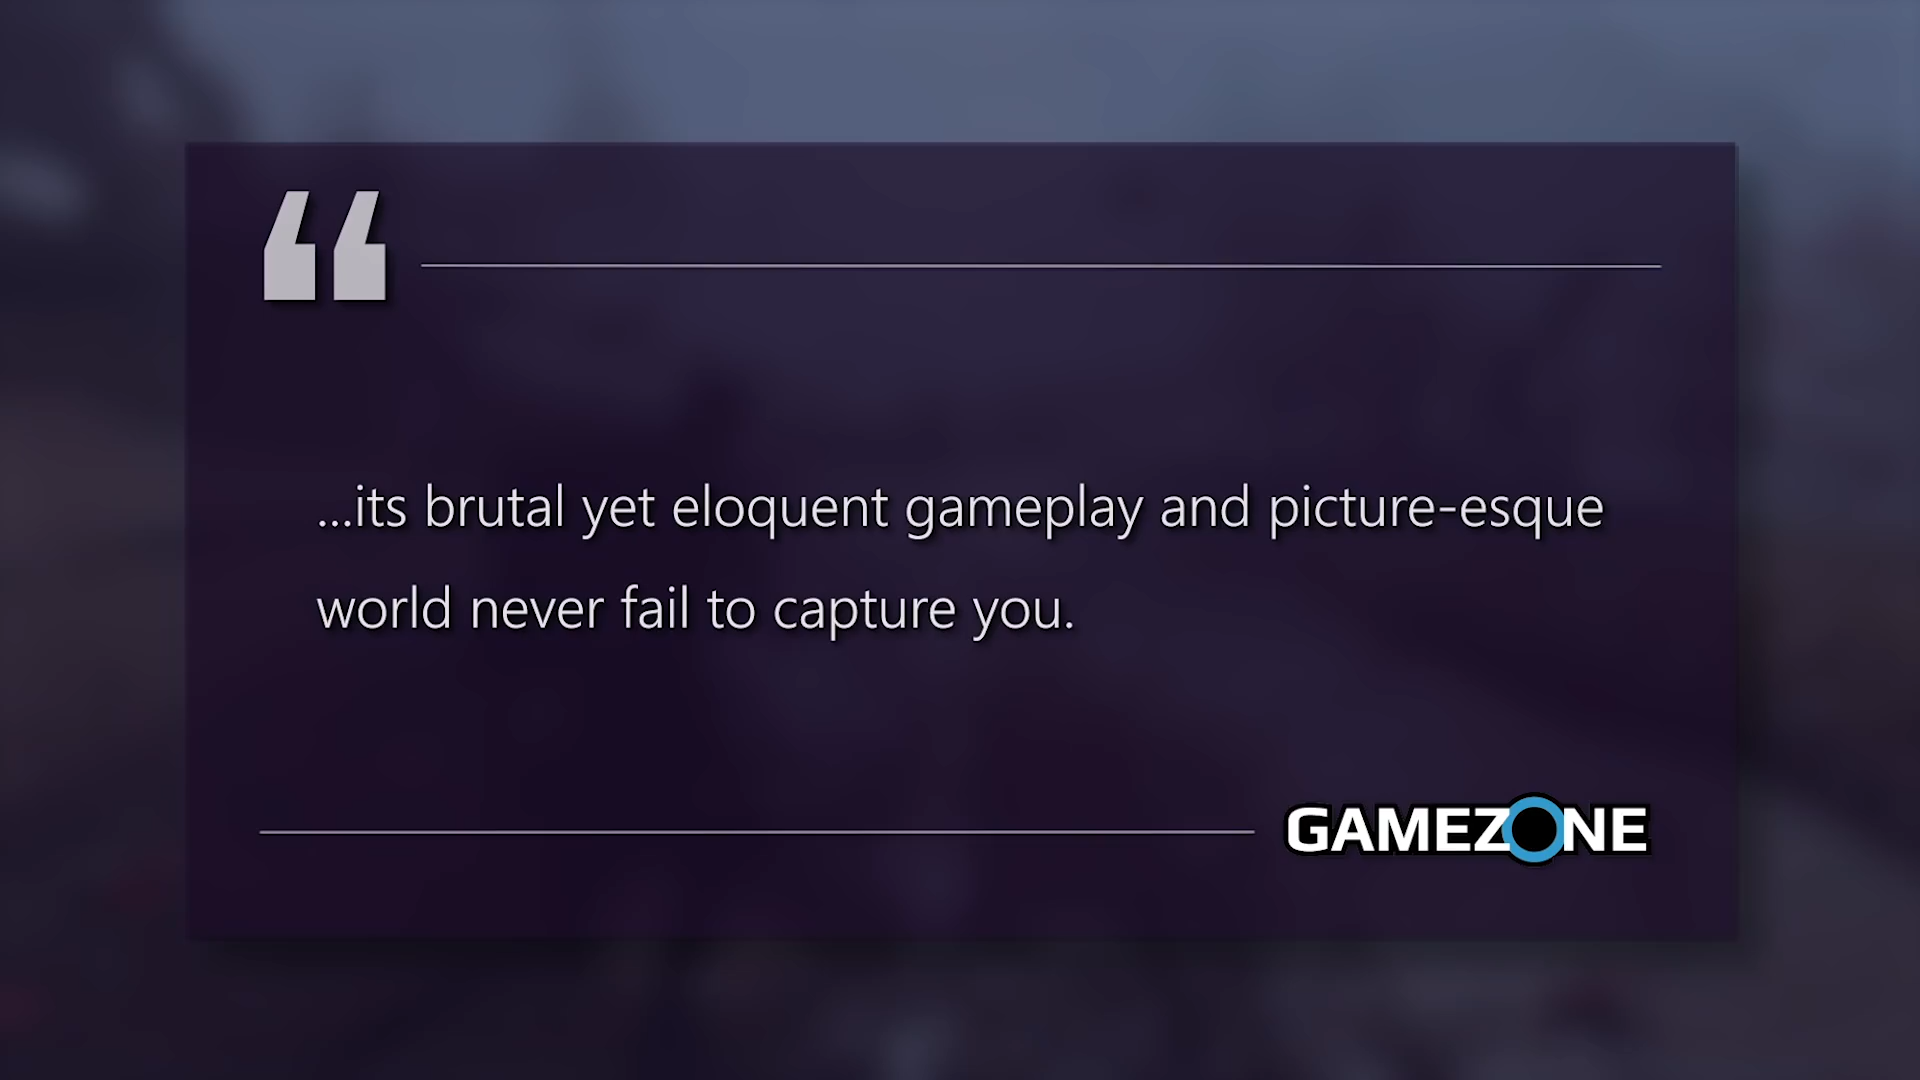 “
...its brutal yet eloquent gameplay and picture-esque
world never fail to capture you.
GAMEZONE